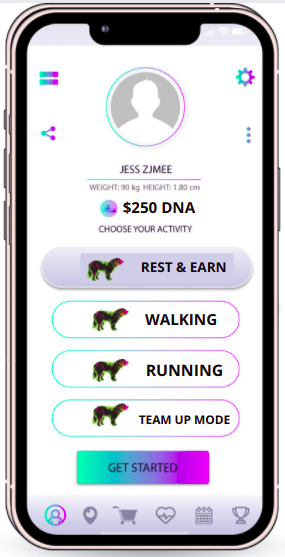 JESS ZJMEE
WEIGHT: 90 kg HEIGHT: 1.80 cm
$250 DNA
CHOOSE YOUR ACTIVITY
REST & EARN
WALKING
RUNNING
TEAM UP MODE
GET STARTED